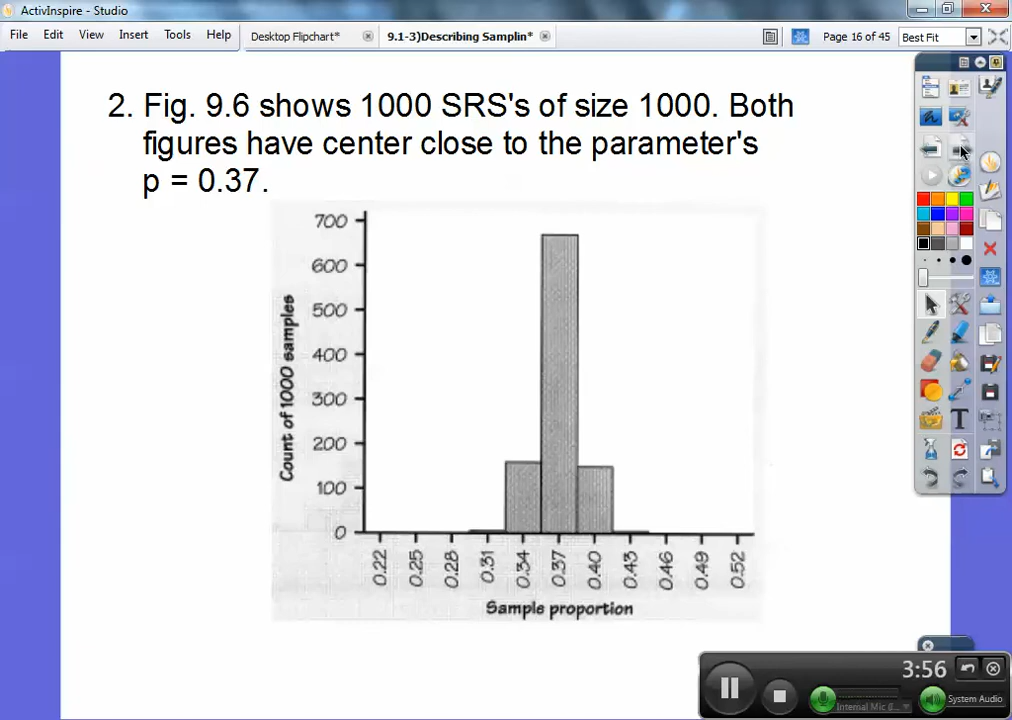 ActivInspire - Studio
File Edit View Insert Tools Help
Desktop Flipchart*
9.1-3)Describing Samplin*
Page 16 of 45
Best Fit
2. Fig. 9.6 shows 1000 SRS's of size 1000. Both
figures have center close to the parameter's
p = 0.37.
700
600
500
400
300
200
100
0
Count of 1000 samples
0.22 0.25 0.28 0.31 0.34 0.37 0.40 0.43 0.46 0.49 0.52
Sample proportion
T
3:56
Internal Mic (
System Audio